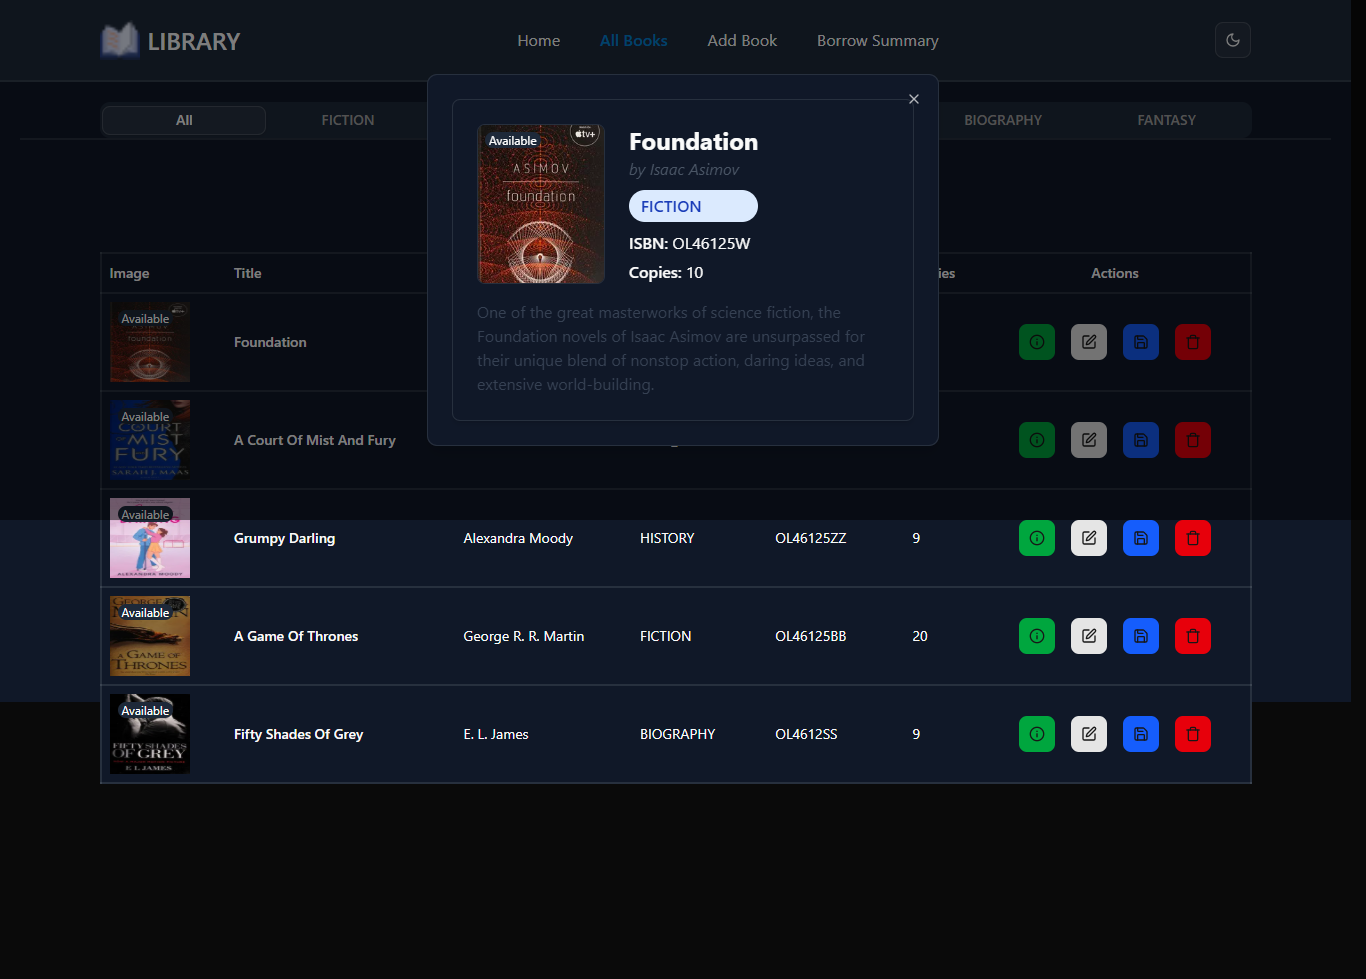 LIBRARY
Home
All Books
Add Book
Borrow Summary
All
FICTION
BIOGRAPHY
FANTASY
Available
tv+
ASIMOV
foundation
Foundation
by Isaac Asimov
FICTION
ISBN: OL46125W
Copies: 10
One of the great masterworks of science fiction, the
Foundation novels of Isaac Asimov are unsurpassed for
their unique blend of nonstop action, daring ideas, and
extensive world-building.
Image
Title
ies
Actions
Available
foundation
Foundation
Available
COURT
OF MIST
FURY
SARAH J. MAAS
A Court Of Mist And Fury
Available
ALEXANDRA MOODY
Grumpy Darling
Alexandra Moody
HISTORY
OL46125ZZ
9
Available
A GAME OF
THRONES
A Game Of Thrones
George R. R. Martin
FICTION
OL46125BB
20
Available
FIFTY SHADES
OF GREY
E L JAMES
Fifty Shades Of Grey
E. L. James
BIOGRAPHY
OL4612SS
9